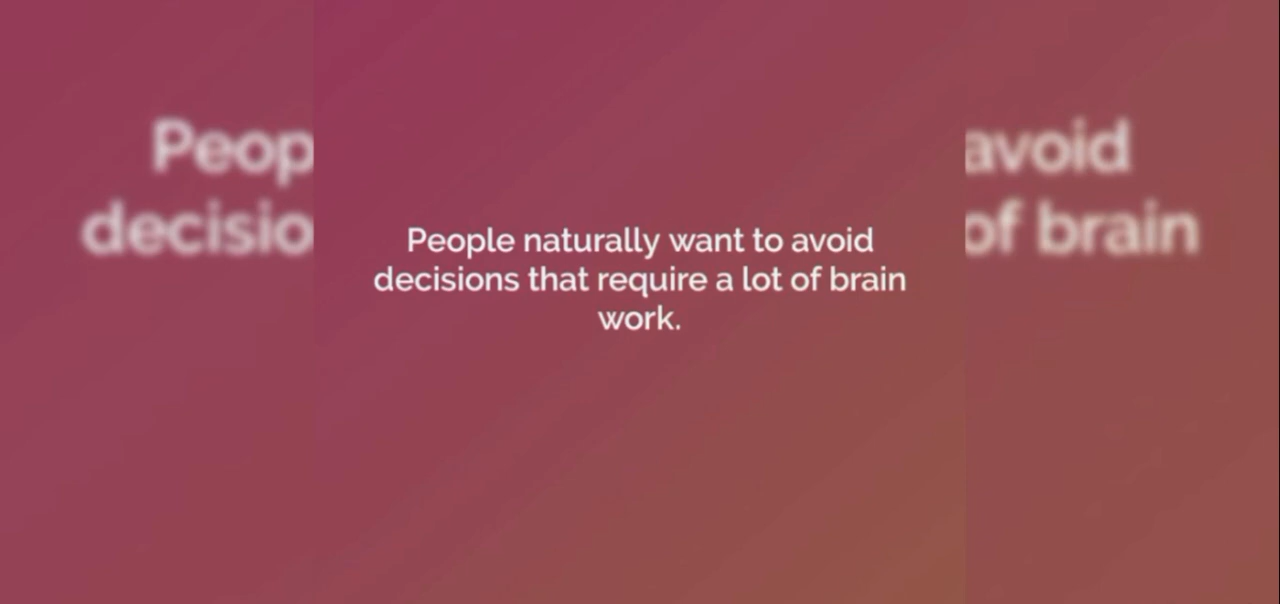 People naturally want to avoid
decisions that require a lot of brain
work.